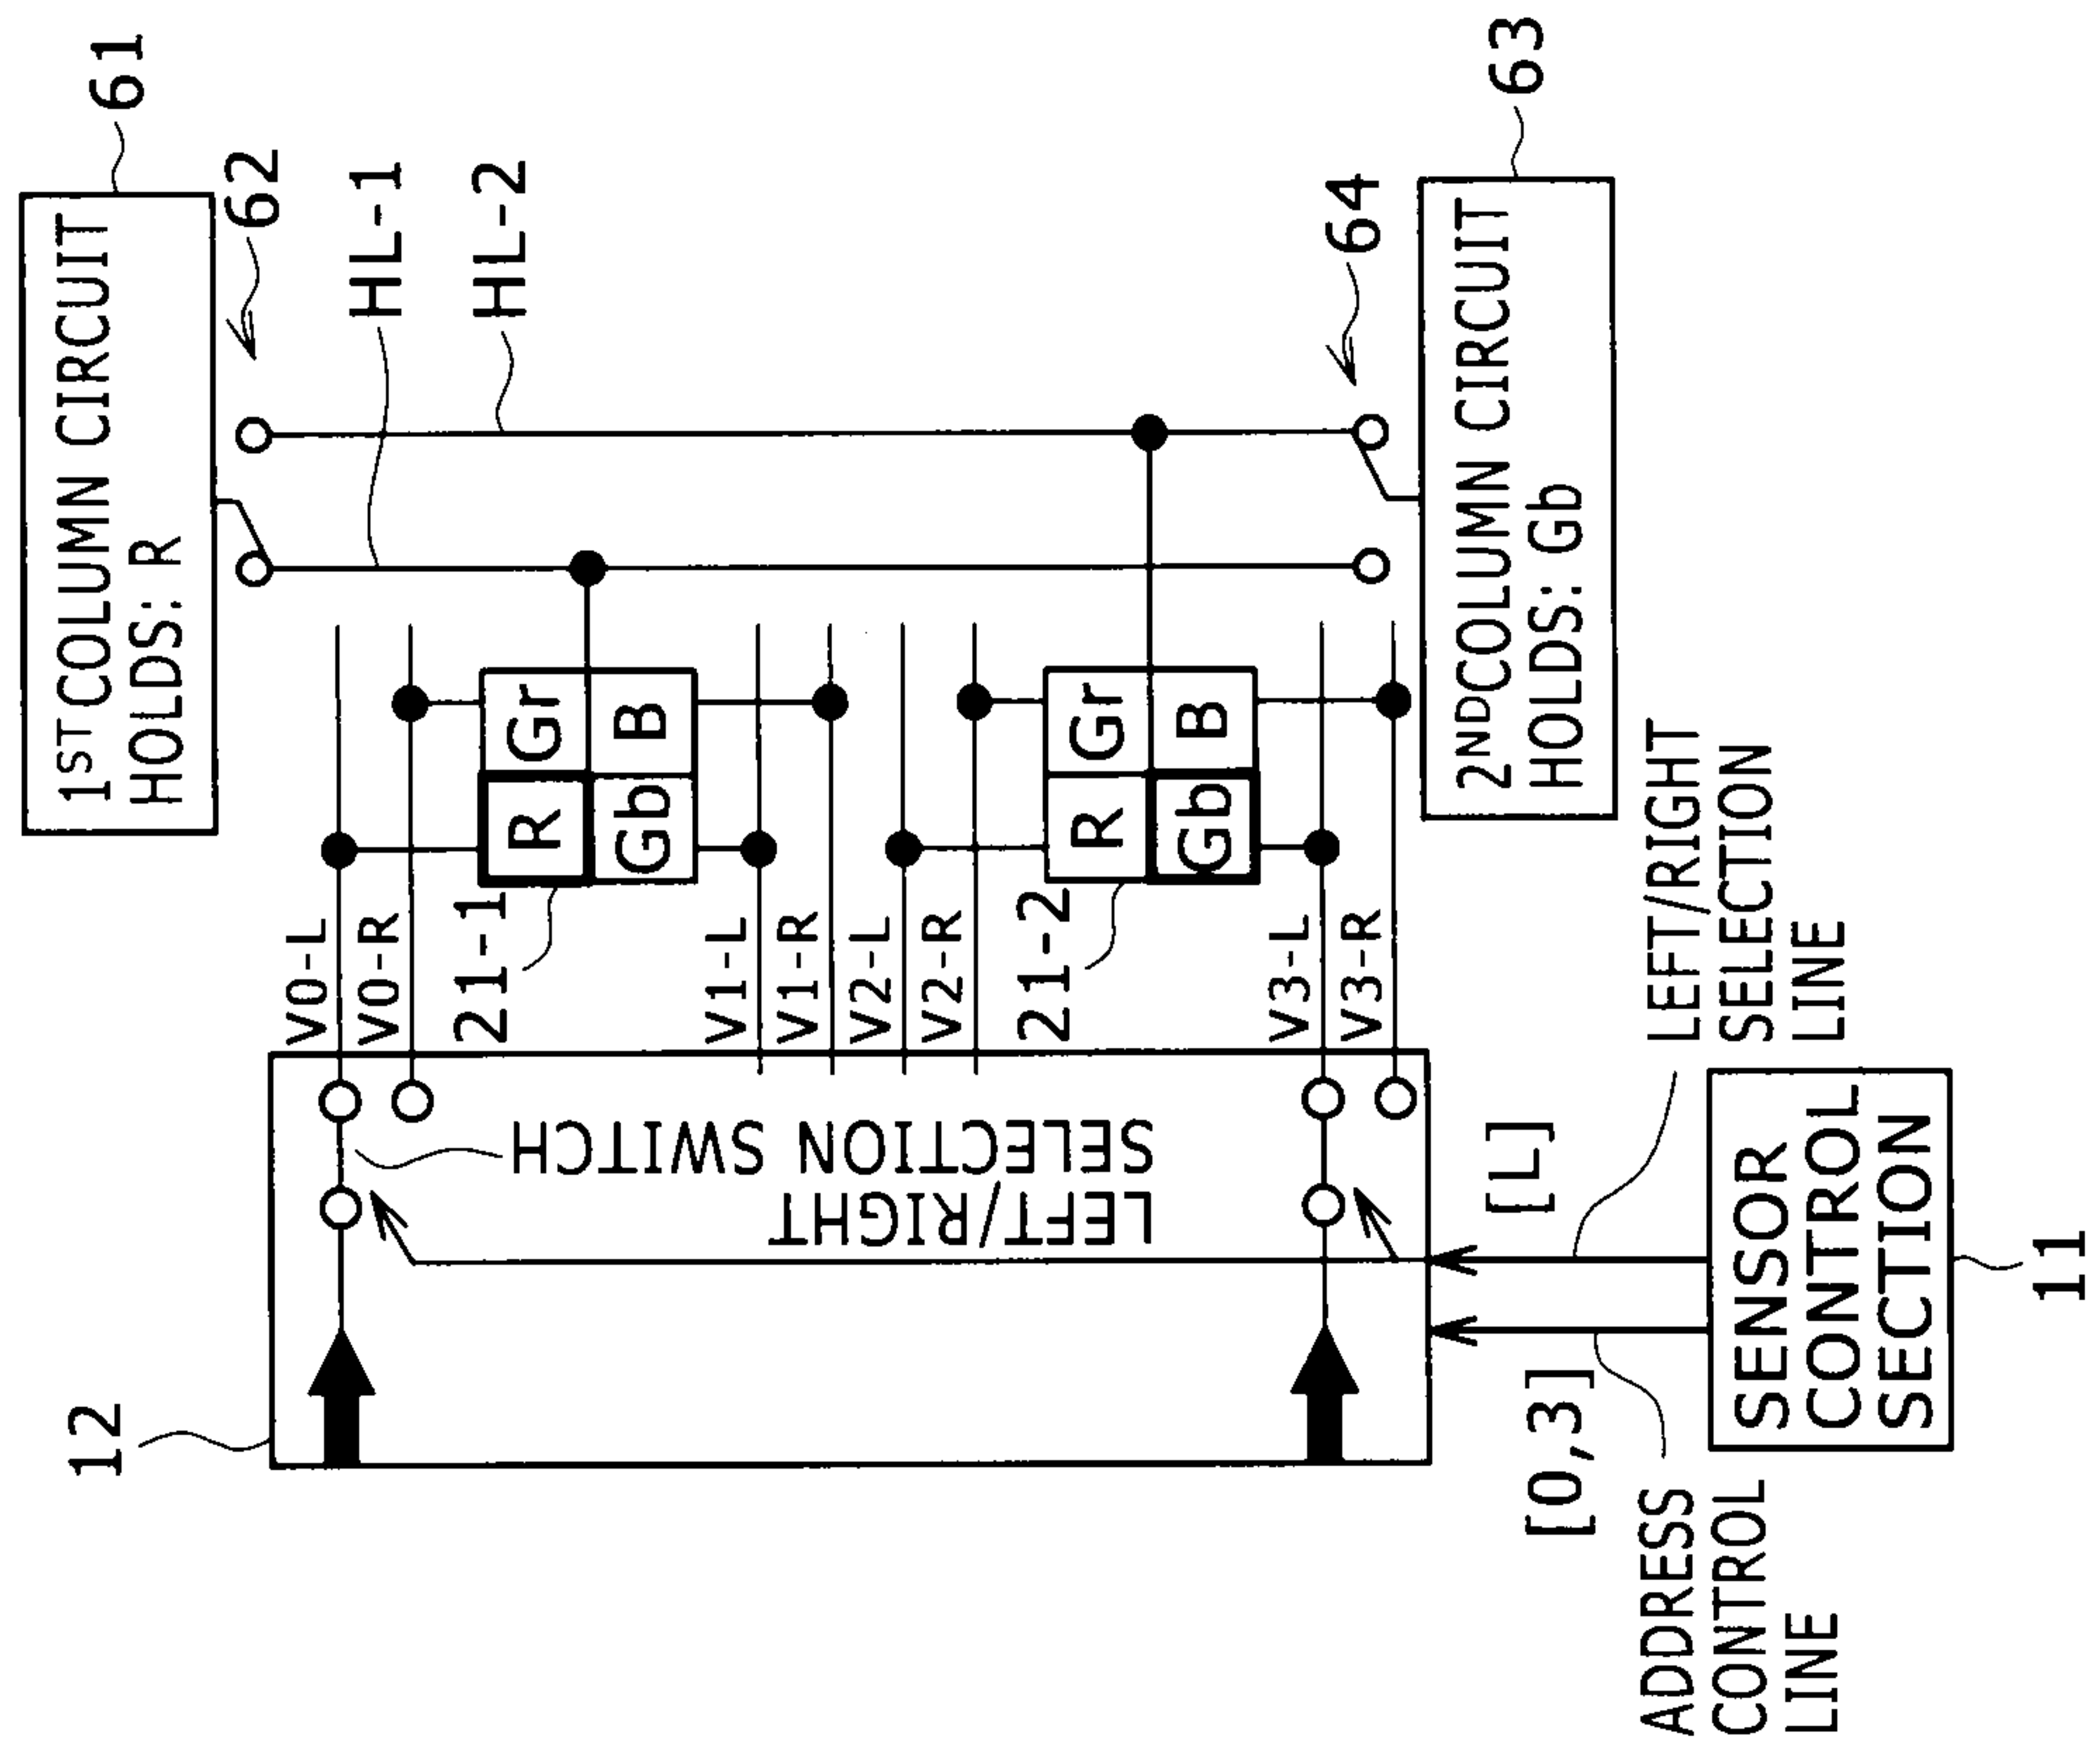 1ST COLUMN CIRCUIT
HOLDS: R
61
62
HL-1
HL-2
12
V0-L
V0-R
21-1
R
Gr
Gb
B
V1-L
V1-R
V2-L
V2-R
21-2
R
Gr
Gb
B
V3-L
V3-R
LEFT/RIGHT
SELECTION SWITCH
64
2NDCOLUMN CIRCUIT
HOLDS: Gb
63
[0,3]
[L]
ADDRESS
CONTROL
LINE
LEFT/RIGHT
SELECTION
LINE
SENSOR
CONTROL
SECTION
11